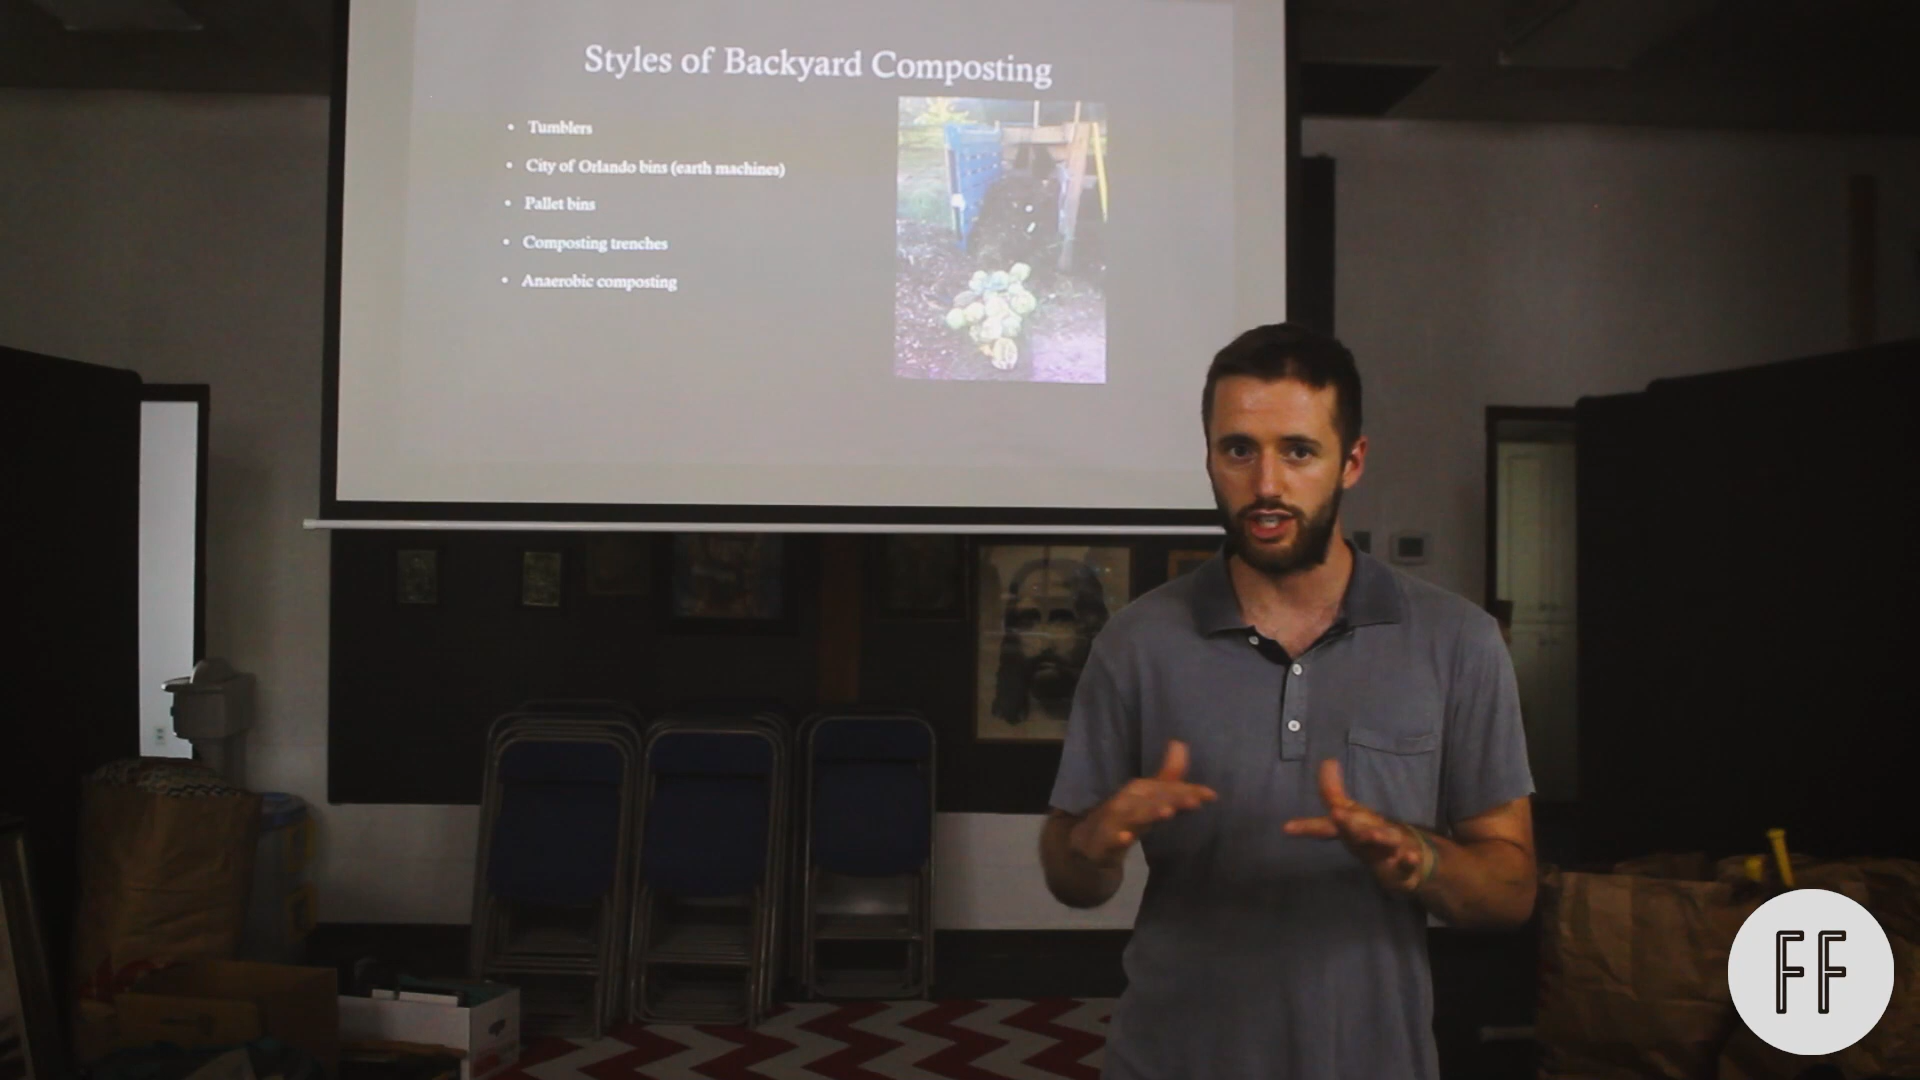 Styles of Backyard Composting
• Tumblers
• City of Orlando bins (earth machines)
• Pallet bins
• Composting trenches
• Anaerobic composting
FF